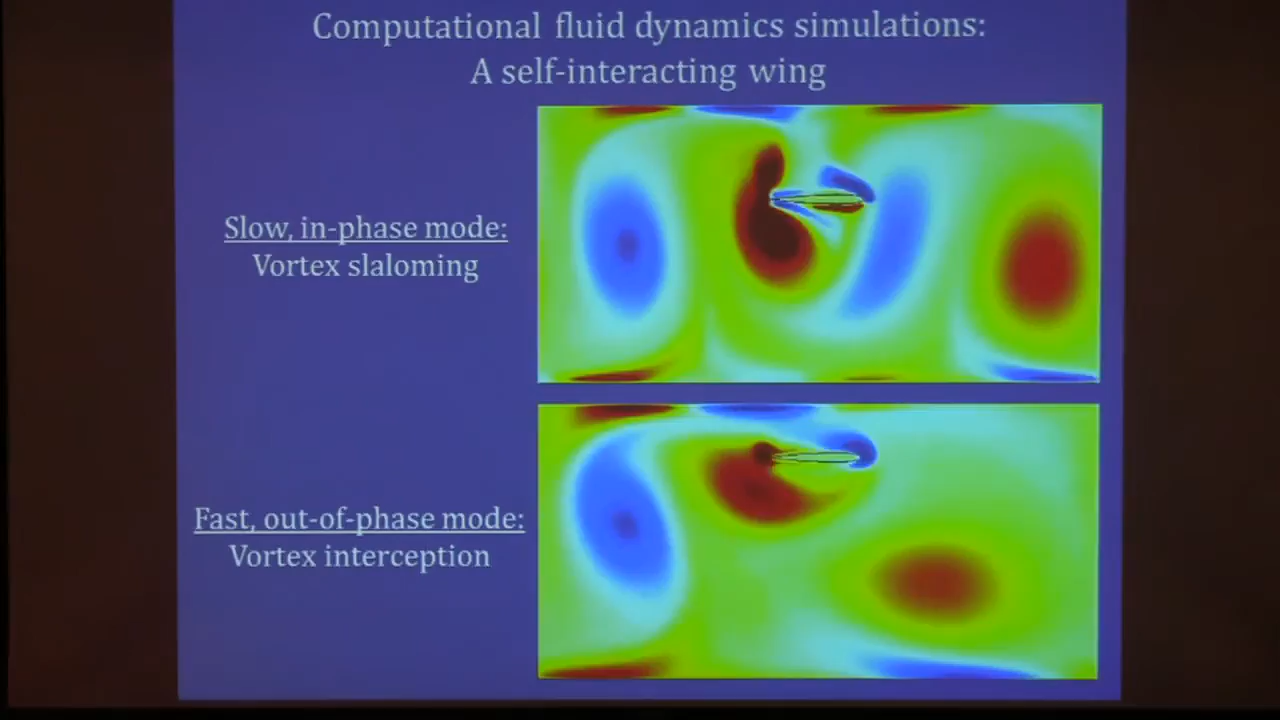 Computational fluid dynamics simulations:
A self-interacting wing
Slow, in-phase mode:
Vortex slaloming
Fast, out-of-phase mode:
Vortex interception